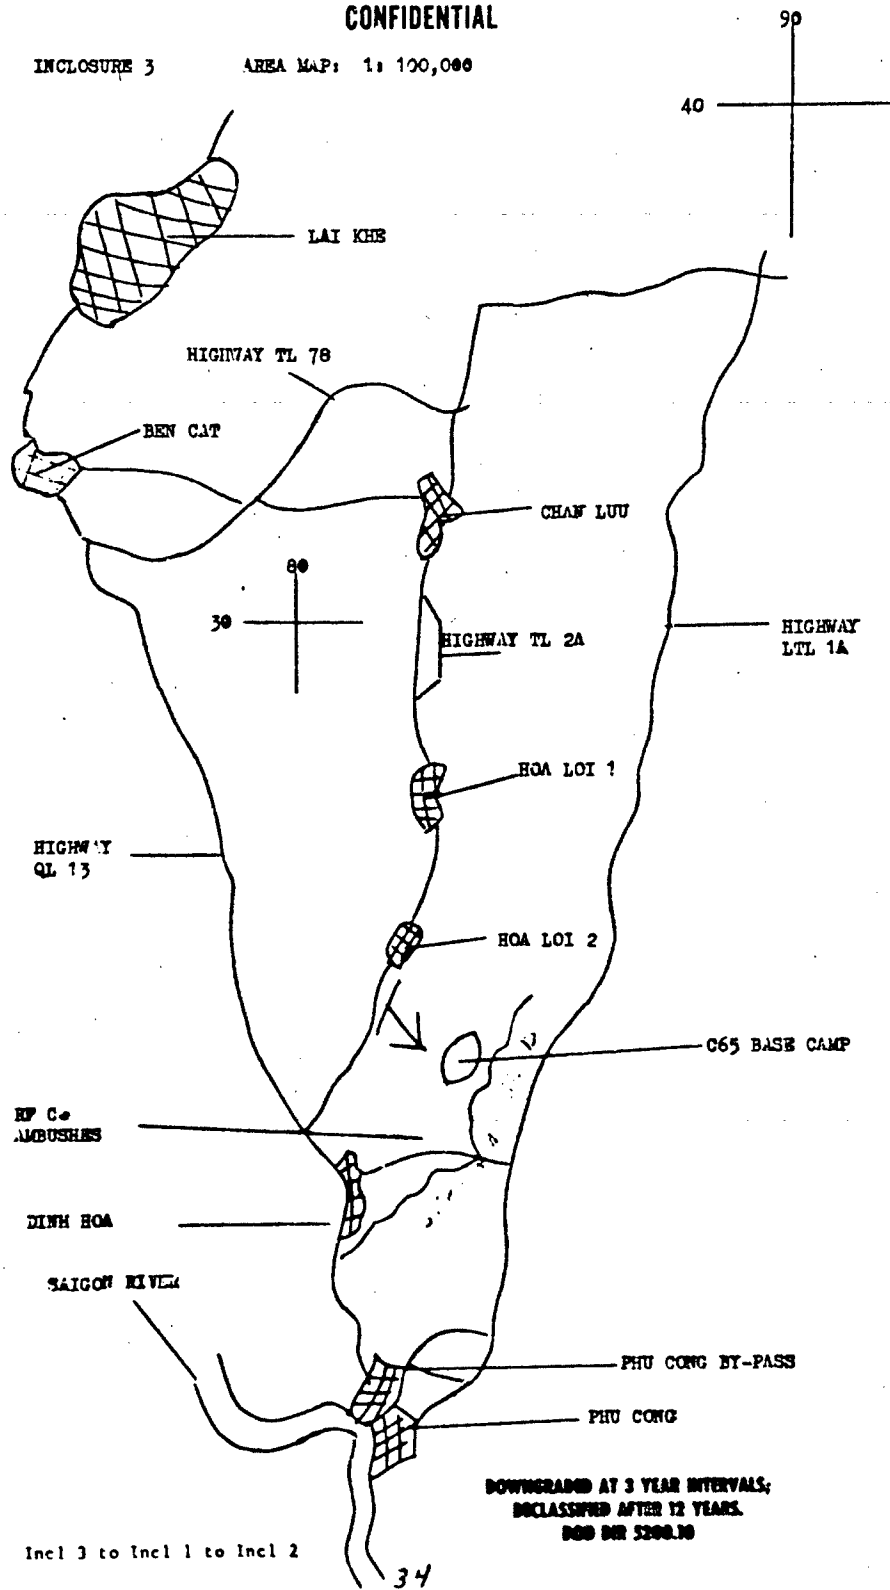 CONFIDENTIAL
90
INCLOSURE 3 AREA MAP: 1: 100,000
40
LAI KHE
HIGHWAY TL 78
BEN CAT
CHAN LUU
80
30
HIGHWAY TL 2A
HIGHWAY
LTL 1A
HOA LOI 1
HIGHWAY
QL 13
HOA LOI 2
C65 BASE CAMP
RF Co
AMBUSHES
DINH HOA
SAIGON RIVER
PHU CONG BY-PASS
PHU CONG
DOWNGRADED AT 3 YEAR INTERVALS;
DECLASSIFIED AFTER 12 YEARS.
DOD DIR 5200.10
Incl 3 to Incl 1 to Incl 2
34